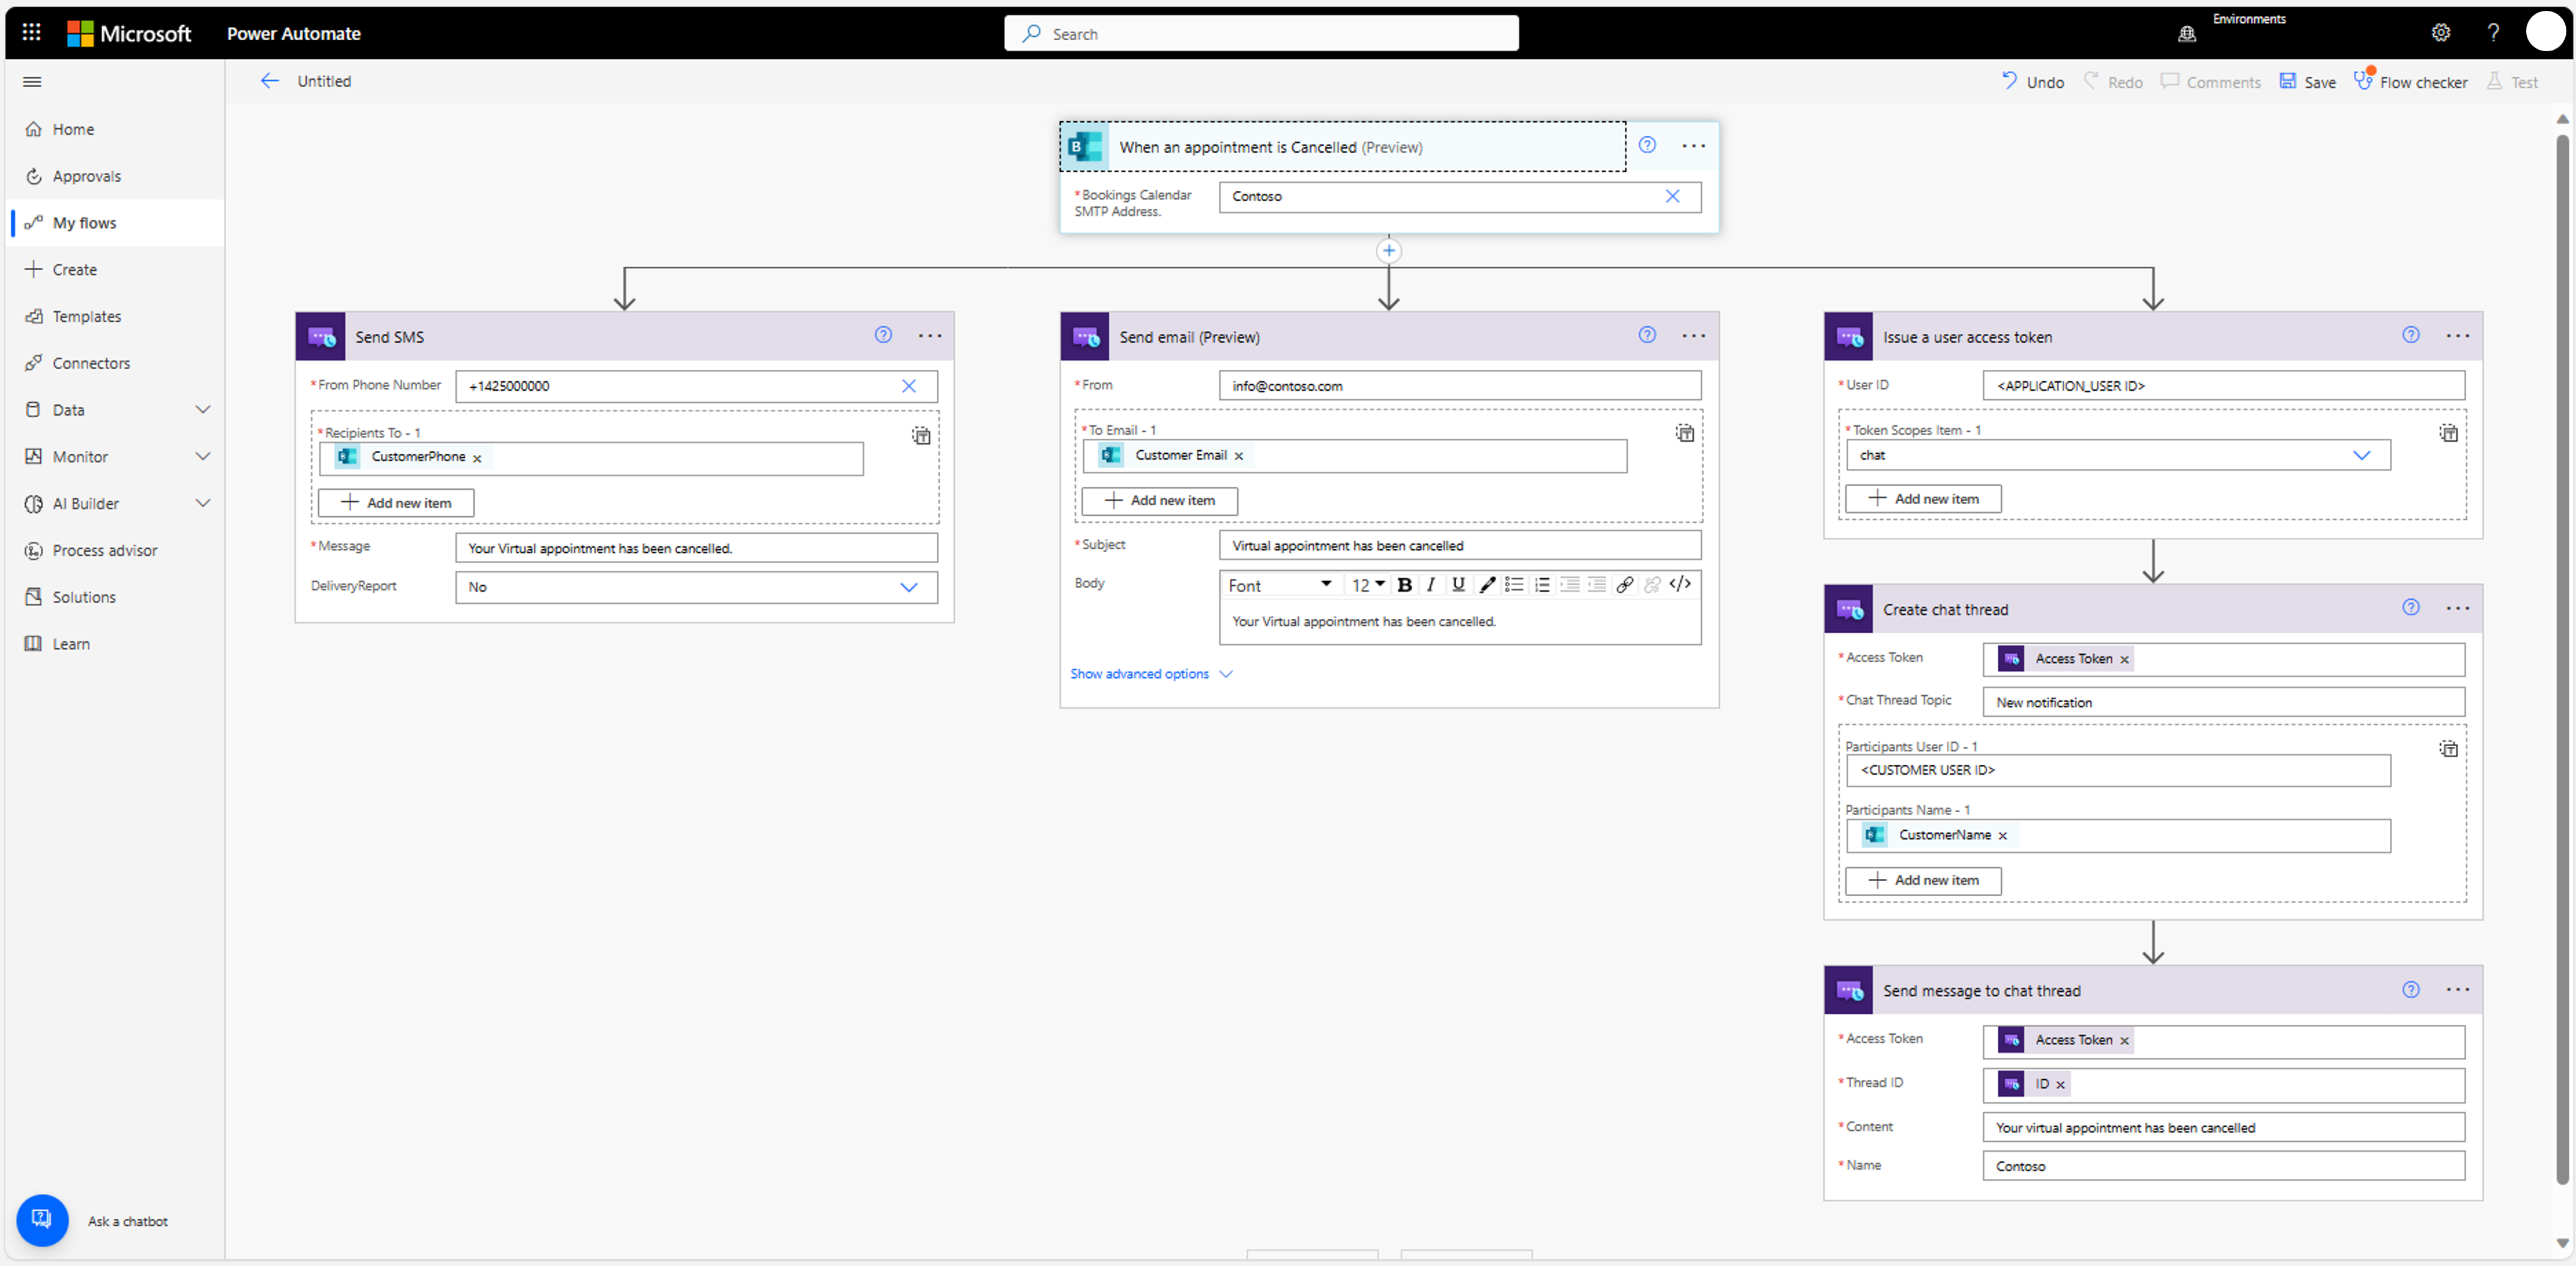 Microsoft
Power Automate
Search
Environments
Untitled
Undo
Redo
Comments
Save
Flow checker
Test
Home
Approvals
My flows
Create
Templates
Connectors
Data
Monitor
AI Builder
Process advisor
Solutions
Learn
Ask a chatbot
When an appointment is Cancelled (Preview)
*Bookings Calendar
SMTP Address.
Contoso
Send SMS
*From Phone Number
+1425000000
*Recipients To - 1
CustomerPhone
Add new item
*Message
Your Virtual appointment has been cancelled.
DeliveryReport
No
Send email (Preview)
*From
info@contoso.com
*To Email - 1
Customer Email
Add new item
*Subject
Virtual appointment has been cancelled
Body
Font
12
B I U </>
Your Virtual appointment has been cancelled.
Show advanced options
Issue a user access token
*User ID
<APPLICATION_USER ID>
*Token Scopes Item - 1
chat
Add new item
Create chat thread
*Access Token
Access Token
*Chat Thread Topic
New notification
Participants User ID - 1
<CUSTOMER USER ID>
Participants Name - 1
CustomerName
Add new item
Send message to chat thread
*Access Token
Access Token
*Thread ID
ID
*Content
Your virtual appointment has been cancelled
*Name
Contoso